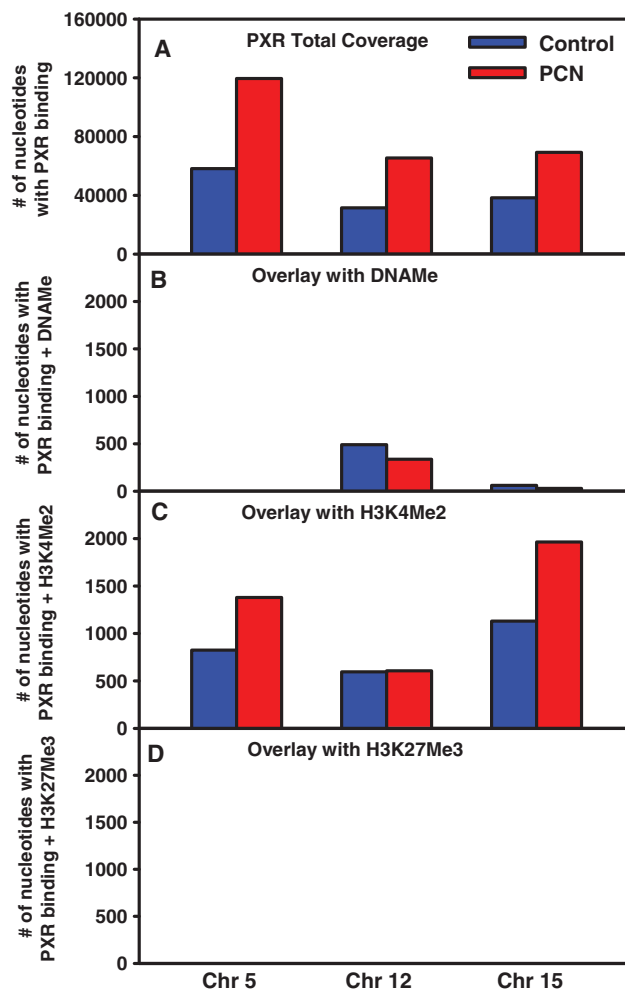 A
PXR Total Coverage
Control
PCN
# of nucleotides
with PXR binding
160000
120000
80000
40000
0
B
Overlay with DNAMe
# of nucleotides with
PXR binding + DNAMe
2000
1500
1000
500
0
C
Overlay with H3K4Me2
# of nucleotides with
PXR binding + H3K4Me2
2000
1500
1000
500
0
D
Overlay with H3K27Me3
# of nucleotides with
PXR binding + H3K27Me3
2000
1500
1000
500
0
Chr 5 Chr 12 Chr 15